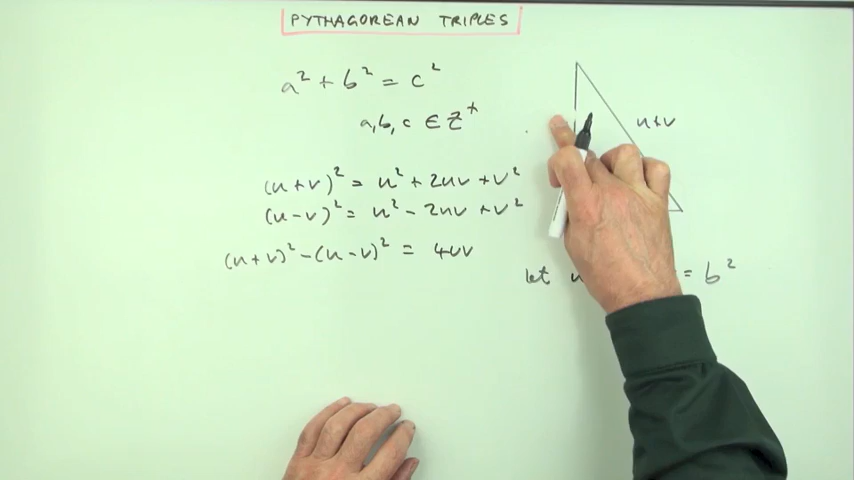 PYTHAGOREAN TRIPLES
a² + b² = c²
a,b,c ∈ Z⁺
u+v
(u+v)² = u² + 2uv + v²
(u-v)² = u² - 2uv + v²
(u+v)² - (u-v)² = 4uv
let u = b²